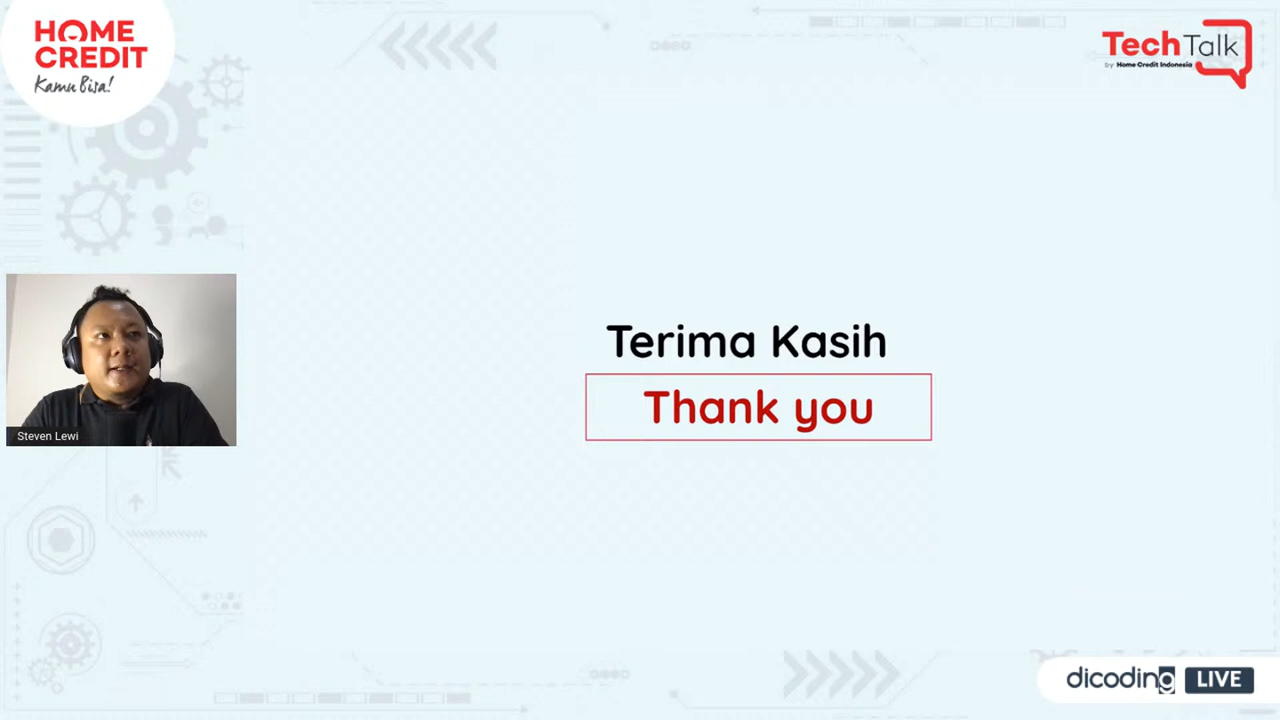 HOME
CREDIT
Kamu Bisa!
TechTalk
by Home Credit Indonesia
Terima Kasih
Thank you
Steven Lewi
dicoding LIVE